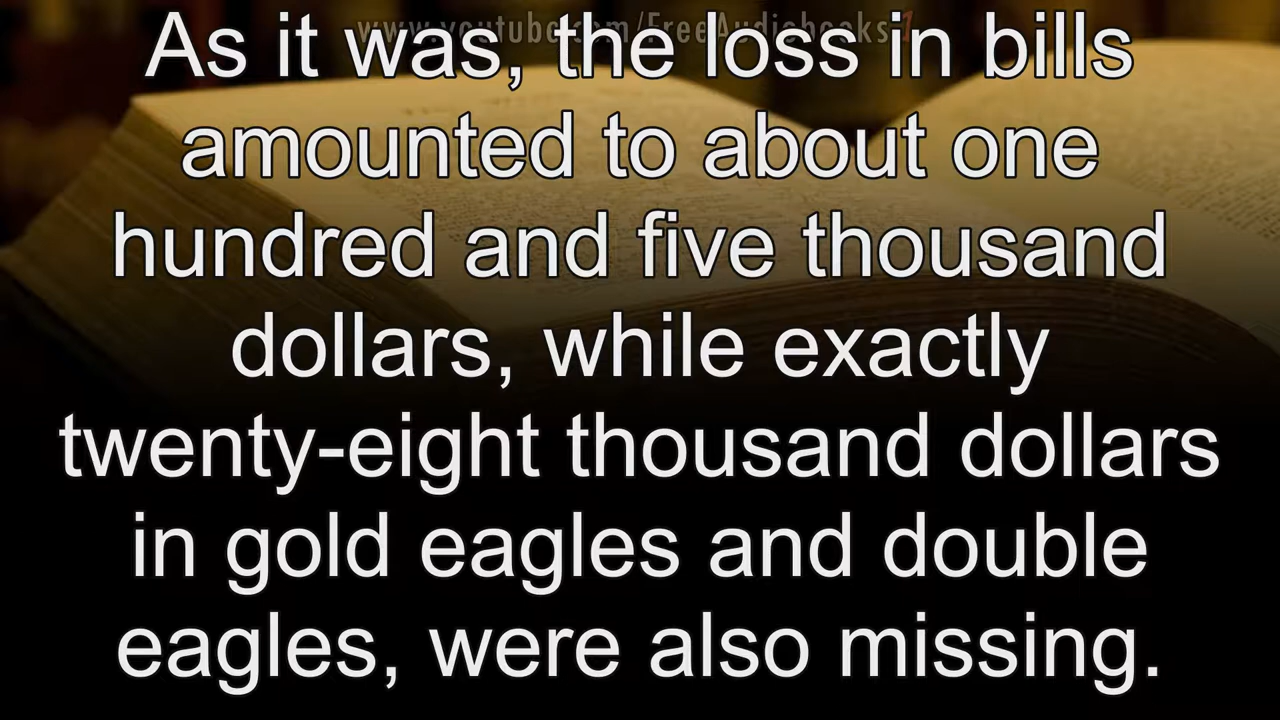 www.youtube.com/FreeAudiobooks1
As it was, the loss in bills
amounted to about one
hundred and five thousand
dollars, while exactly
twenty-eight thousand dollars
in gold eagles and double
eagles, were also missing.